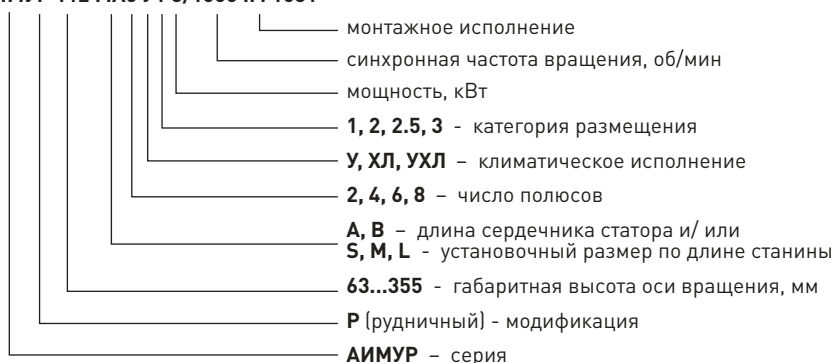 монтажное исполнение
синхронная частота вращения, об/мин
мощность, кВт
1, 2, 2.5, 3 - категория размещения
У, ХЛ, УХЛ – климатическое исполнение
2, 4, 6, 8 – число полюсов
А, В – длина сердечника статора и/ или
S, M, L - установочный размер по длине станины
63...355 - габаритная высота оси вращения, мм
Р (рудничный) - модификация
АИМУР – серия